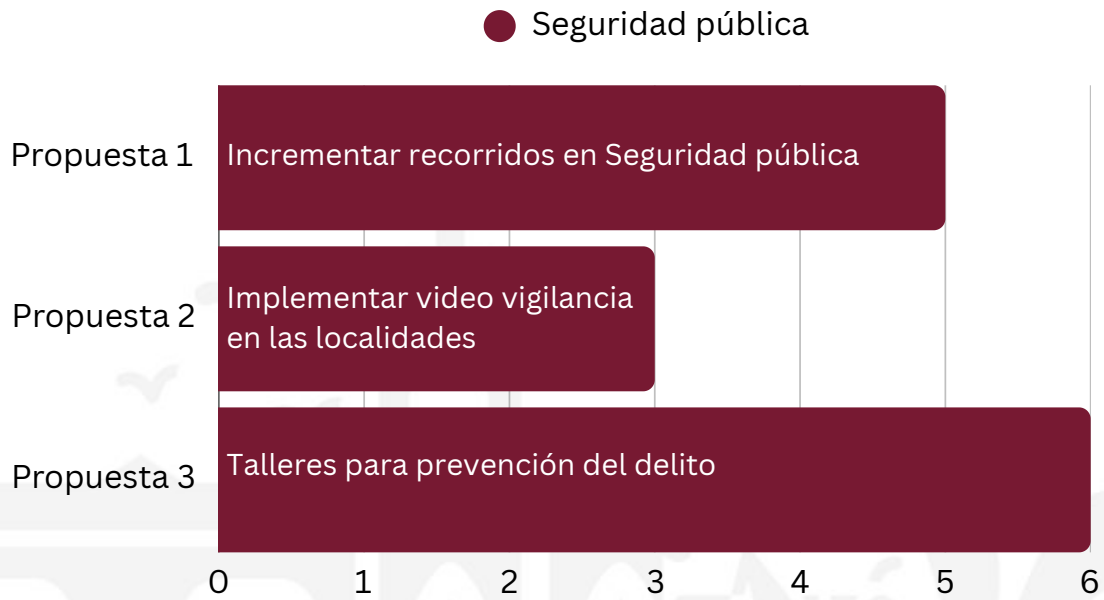 Seguridad pública
Propuesta 1
Incrementar recorridos en Seguridad pública
Propuesta 2
Implementar video vigilancia
en las localidades
Propuesta 3
Talleres para prevención del delito
0 1 2 3 4 5 6